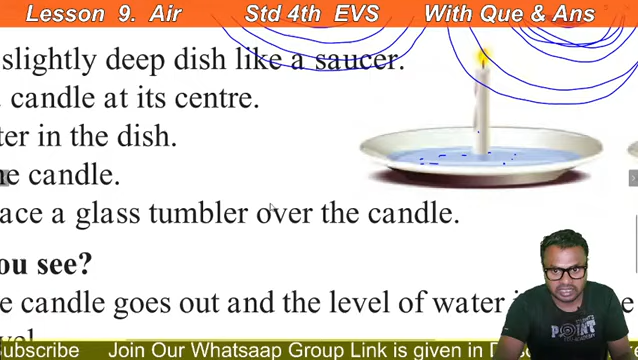 Lesson 9. Air Std 4th EVS With Que & Ans
slightly deep dish like a saucer.
candle at its centre.
ter in the dish.
candle.
ace a glass tumbler over the candle.
ou see?
e candle goes out and the level of water
POINT
ubscribe Join Our Whatsaap Group Link is given in